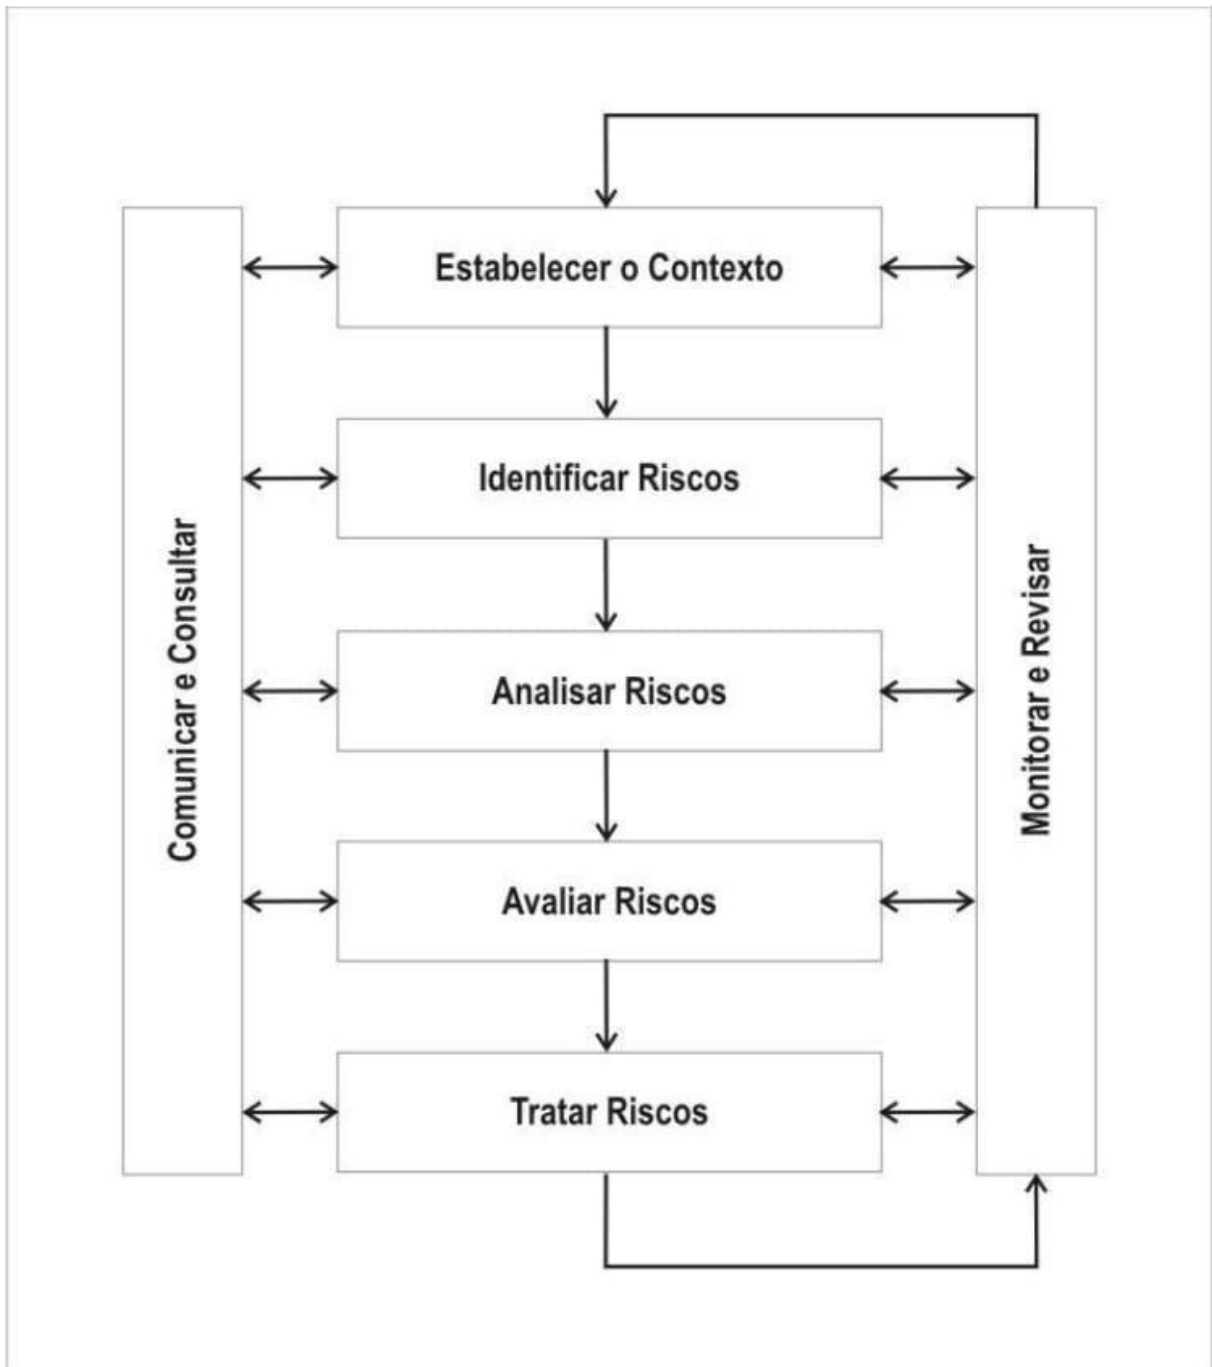 Estabelecer o Contexto
Identificar Riscos
Analisar Riscos
Avaliar Riscos
Tratar Riscos
Comunicar e Consultar
Monitorar e Revisar